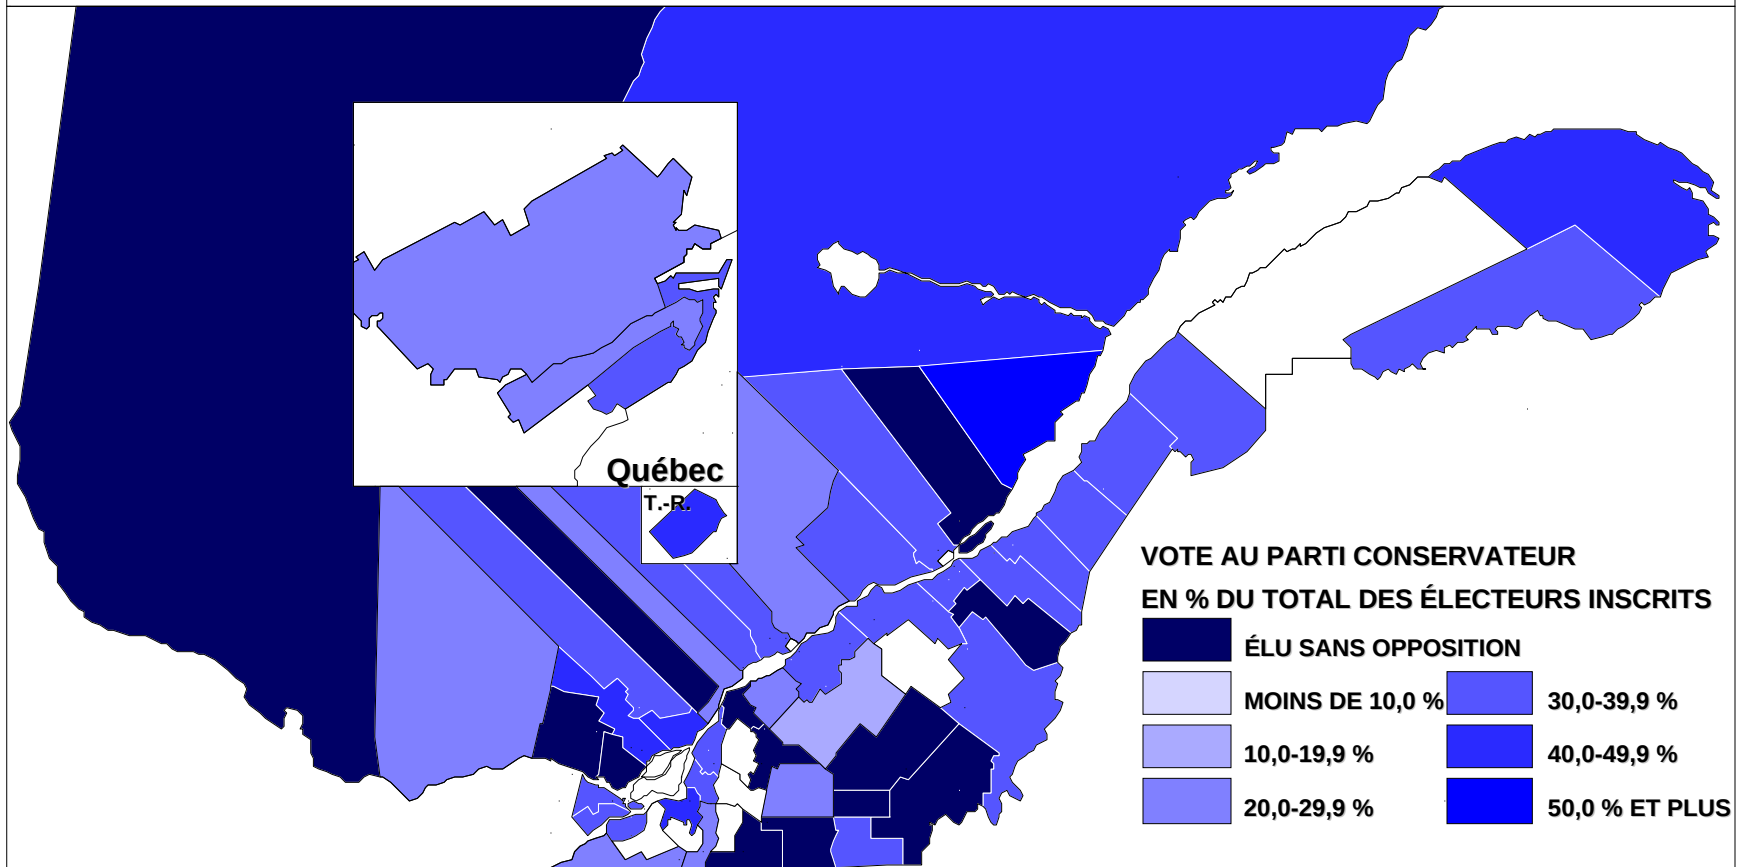 Québec
T.-R.
VOTE AU PARTI CONSERVATEUR
EN % DU TOTAL DES ÉLECTEURS INSCRITS
ÉLU SANS OPPOSITION
MOINS DE 10,0 %
10,0-19,9 %
20,0-29,9 %
30,0-39,9 %
40,0-49,9 %
50,0 % ET PLUS